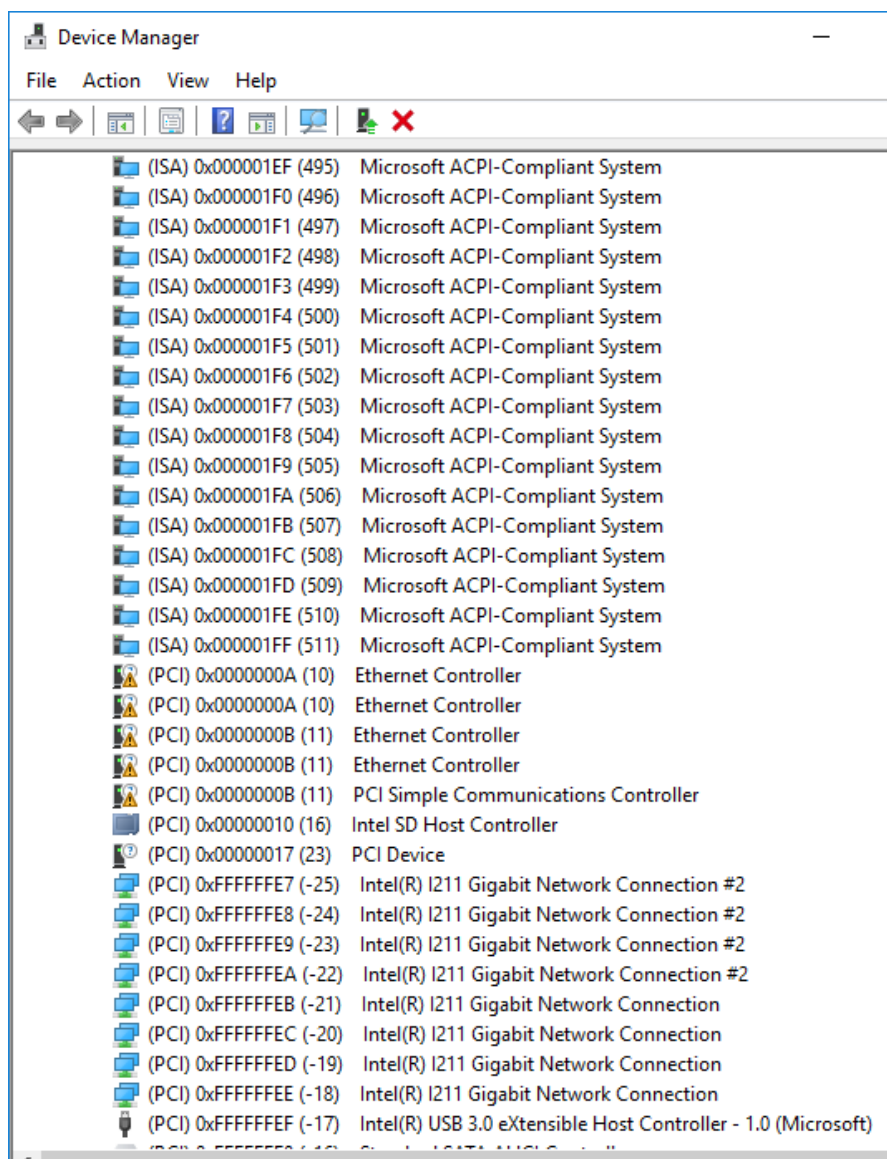 Device Manager
File Action View Help
(ISA) 0x000001EF (495) Microsoft ACPI-Compliant System
(ISA) 0x000001F0 (496) Microsoft ACPI-Compliant System
(ISA) 0x000001F1 (497) Microsoft ACPI-Compliant System
(ISA) 0x000001F2 (498) Microsoft ACPI-Compliant System
(ISA) 0x000001F3 (499) Microsoft ACPI-Compliant System
(ISA) 0x000001F4 (500) Microsoft ACPI-Compliant System
(ISA) 0x000001F5 (501) Microsoft ACPI-Compliant System
(ISA) 0x000001F6 (502) Microsoft ACPI-Compliant System
(ISA) 0x000001F7 (503) Microsoft ACPI-Compliant System
(ISA) 0x000001F8 (504) Microsoft ACPI-Compliant System
(ISA) 0x000001F9 (505) Microsoft ACPI-Compliant System
(ISA) 0x000001FA (506) Microsoft ACPI-Compliant System
(ISA) 0x000001FB (507) Microsoft ACPI-Compliant System
(ISA) 0x000001FC (508) Microsoft ACPI-Compliant System
(ISA) 0x000001FD (509) Microsoft ACPI-Compliant System
(ISA) 0x000001FE (510) Microsoft ACPI-Compliant System
(ISA) 0x000001FF (511) Microsoft ACPI-Compliant System
(PCI) 0x0000000A (10) Ethernet Controller
(PCI) 0x0000000A (10) Ethernet Controller
(PCI) 0x0000000B (11) Ethernet Controller
(PCI) 0x0000000B (11) Ethernet Controller
(PCI) 0x0000000B (11) PCI Simple Communications Controller
(PCI) 0x00000010 (16) Intel SD Host Controller
(PCI) 0x00000017 (23) PCI Device
(PCI) 0xFFFFFFE7 (-25) Intel(R) I211 Gigabit Network Connection #2
(PCI) 0xFFFFFFE8 (-24) Intel(R) I211 Gigabit Network Connection #2
(PCI) 0xFFFFFFE9 (-23) Intel(R) I211 Gigabit Network Connection #2
(PCI) 0xFFFFFFEA (-22) Intel(R) I211 Gigabit Network Connection #2
(PCI) 0xFFFFFFEB (-21) Intel(R) I211 Gigabit Network Connection
(PCI) 0xFFFFFFEC (-20) Intel(R) I211 Gigabit Network Connection
(PCI) 0xFFFFFFED (-19) Intel(R) I211 Gigabit Network Connection
(PCI) 0xFFFFFFEE (-18) Intel(R) I211 Gigabit Network Connection
(PCI) 0xFFFFFFEF (-17) Intel(R) USB 3.0 eXtensible Host Controller - 1.0 (Microsoft)